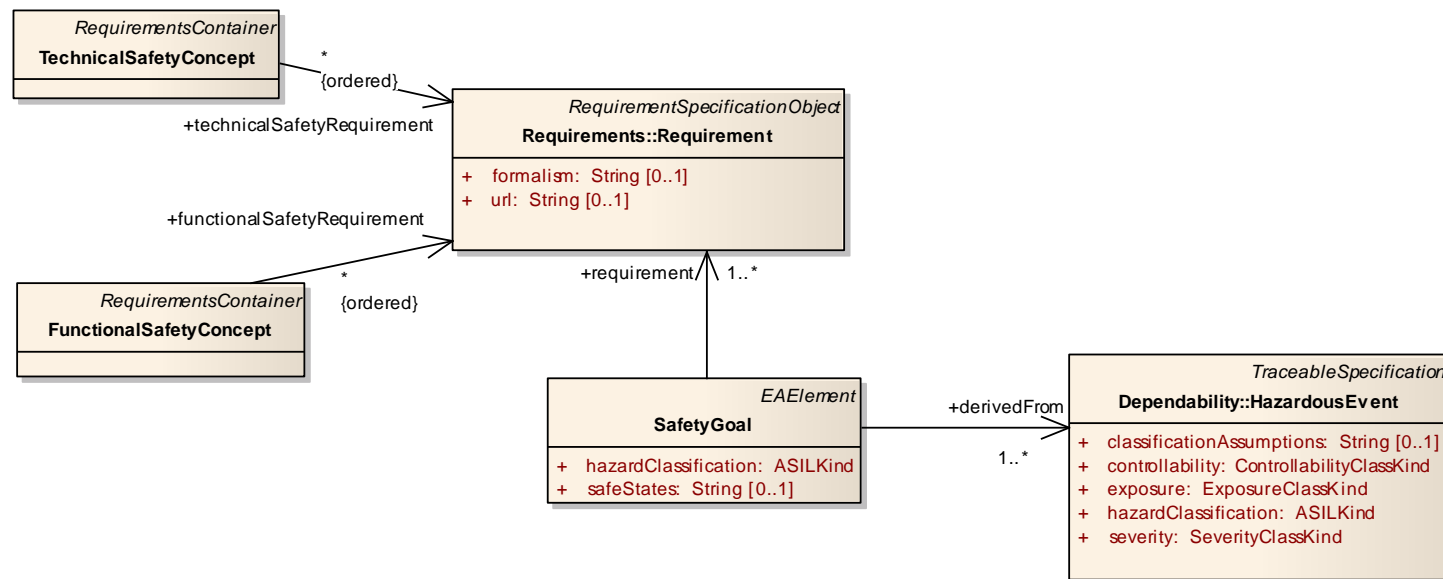 RequirementsContainer
TechnicalSafetyConcept
*
{ordered}
+technicalSafetyRequirement
RequirementSpecificationObject
Requirements::Requirement
+ formalism: String [0..1]
+ url: String [0..1]
+functionalSafetyRequirement
*
{ordered}
RequirementsContainer
FunctionalSafetyConcept
+requirement
1..*
EAElement
SafetyGoal
+ hazardClassification: ASILKind
+ safeStates: String [0..1]
+derivedFrom
1..*
TraceableSpecification
Dependability::HazardousEvent
+ classificationAssumptions: String [0..1]
+ controllability: ControllabilityClassKind
+ exposure: ExposureClassKind
+ hazardClassification: ASILKind
+ severity: SeverityClassKind